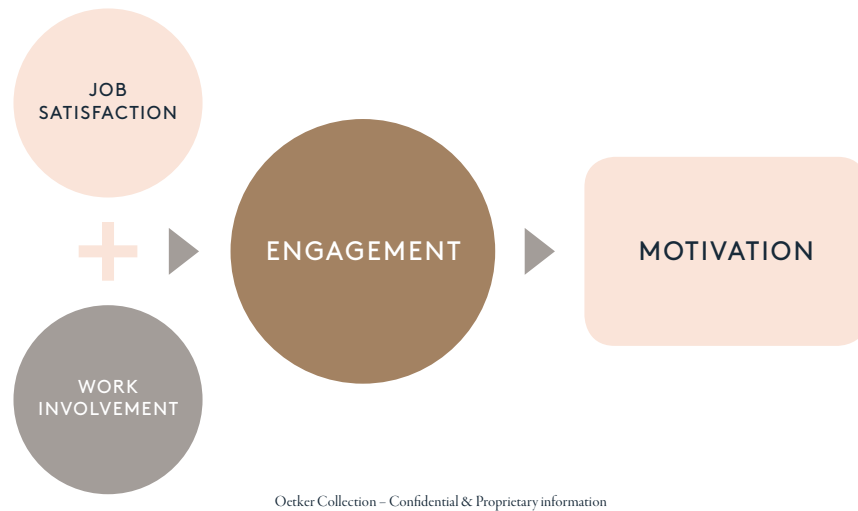 JOB
SATISFACTION
ENGAGEMENT
MOTIVATION
WORK
INVOLVEMENT
Oetker Collection – Confidential & Proprietary information